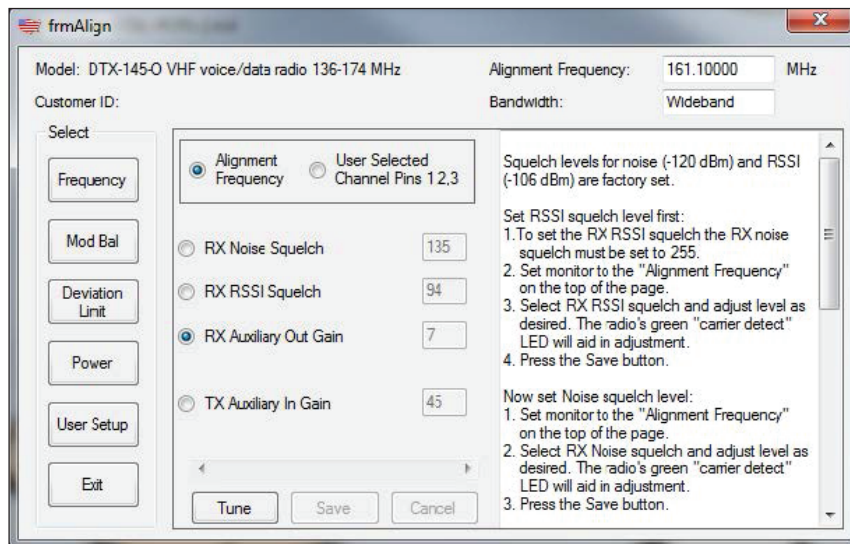 frmAlign
Model: DTX-145-O VHF voice/data radio 136-174 MHz
Alignment Frequency: 161.10000 MHz
Customer ID:
Bandwidth: Wideband
Select
Frequency
Mod Bal
Deviation
Limit
Power
User Setup
Exit
Alignment
Frequency
User Selected
Channel Pins 1 2,3
RX Noise Squelch 135
RX RSSI Squelch 94
RX Auxiliary Out Gain 7
TX Auxiliary In Gain 45
Tune Save Cancel
Squelch levels for noise (-120 dBm) and RSSI
(-106 dBm) are factory set.
Set RSSI squelch level first:
1.To set the RX RSSI squelch the RX noise
squelch must be set to 255.
2. Set monitor to the "Alignment Frequency"
on the top of the page.
3. Select RX RSSI squelch and adjust level as
desired. The radio's green "carrier detect"
LED will aid in adjustment.
4. Press the Save button.
Now set Noise squelch level:
1. Set monitor to the "Alignment Frequency"
on the top of the page.
2. Select RX Noise squelch and adjust level as
desired. The radio's green "carrier detect"
LED will aid in adjustment.
3. Press the Save button.